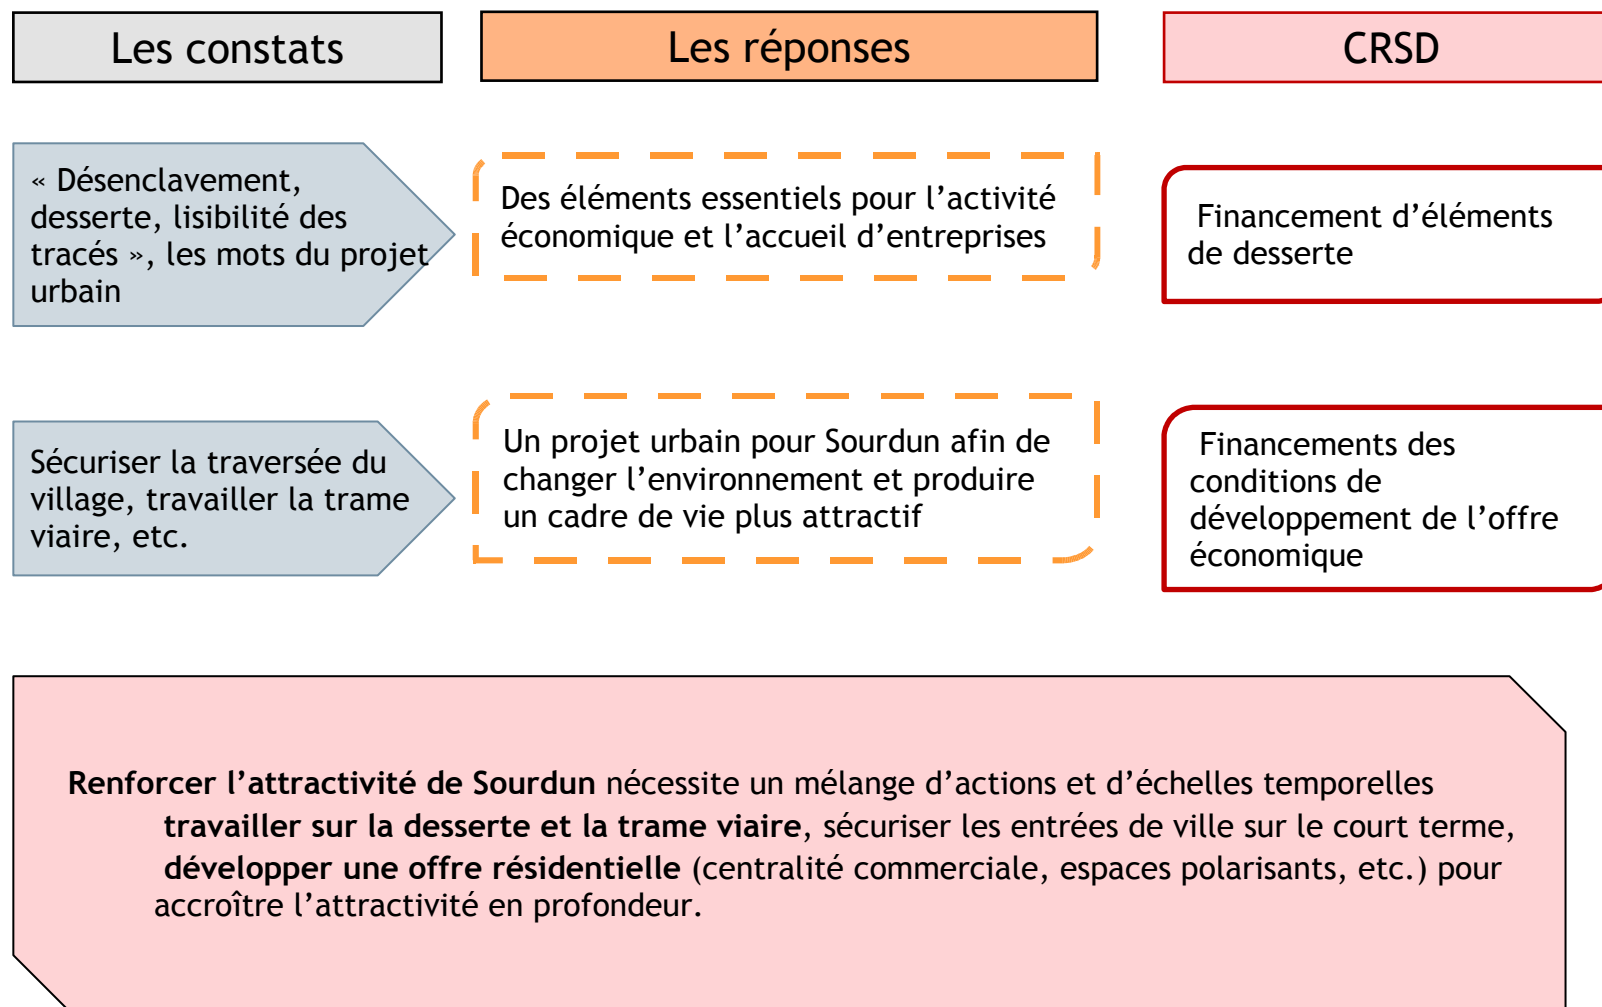 Les constats
Les réponses
CRSD
« Désenclavement,
desserte, lisibilité des
tracés », les mots du projet
urbain
Des éléments essentiels pour l’activité
économique et l’accueil d’entreprises
Financement d’éléments
de desserte
Sécuriser la traversée du
village, travailler la trame
viaire, etc.
Un projet urbain pour Sourdun afin de
changer l’environnement et produire
un cadre de vie plus attractif
Financements des
conditions de
développement de l’offre
économique
Renforcer l’attractivité de Sourdun nécessite un mélange d’actions et d’échelles temporelles
travailler sur la desserte et la trame viaire, sécuriser les entrées de ville sur le court terme,
développer une offre résidentielle (centralité commerciale, espaces polarisants, etc.) pour
accroître l’attractivité en profondeur.